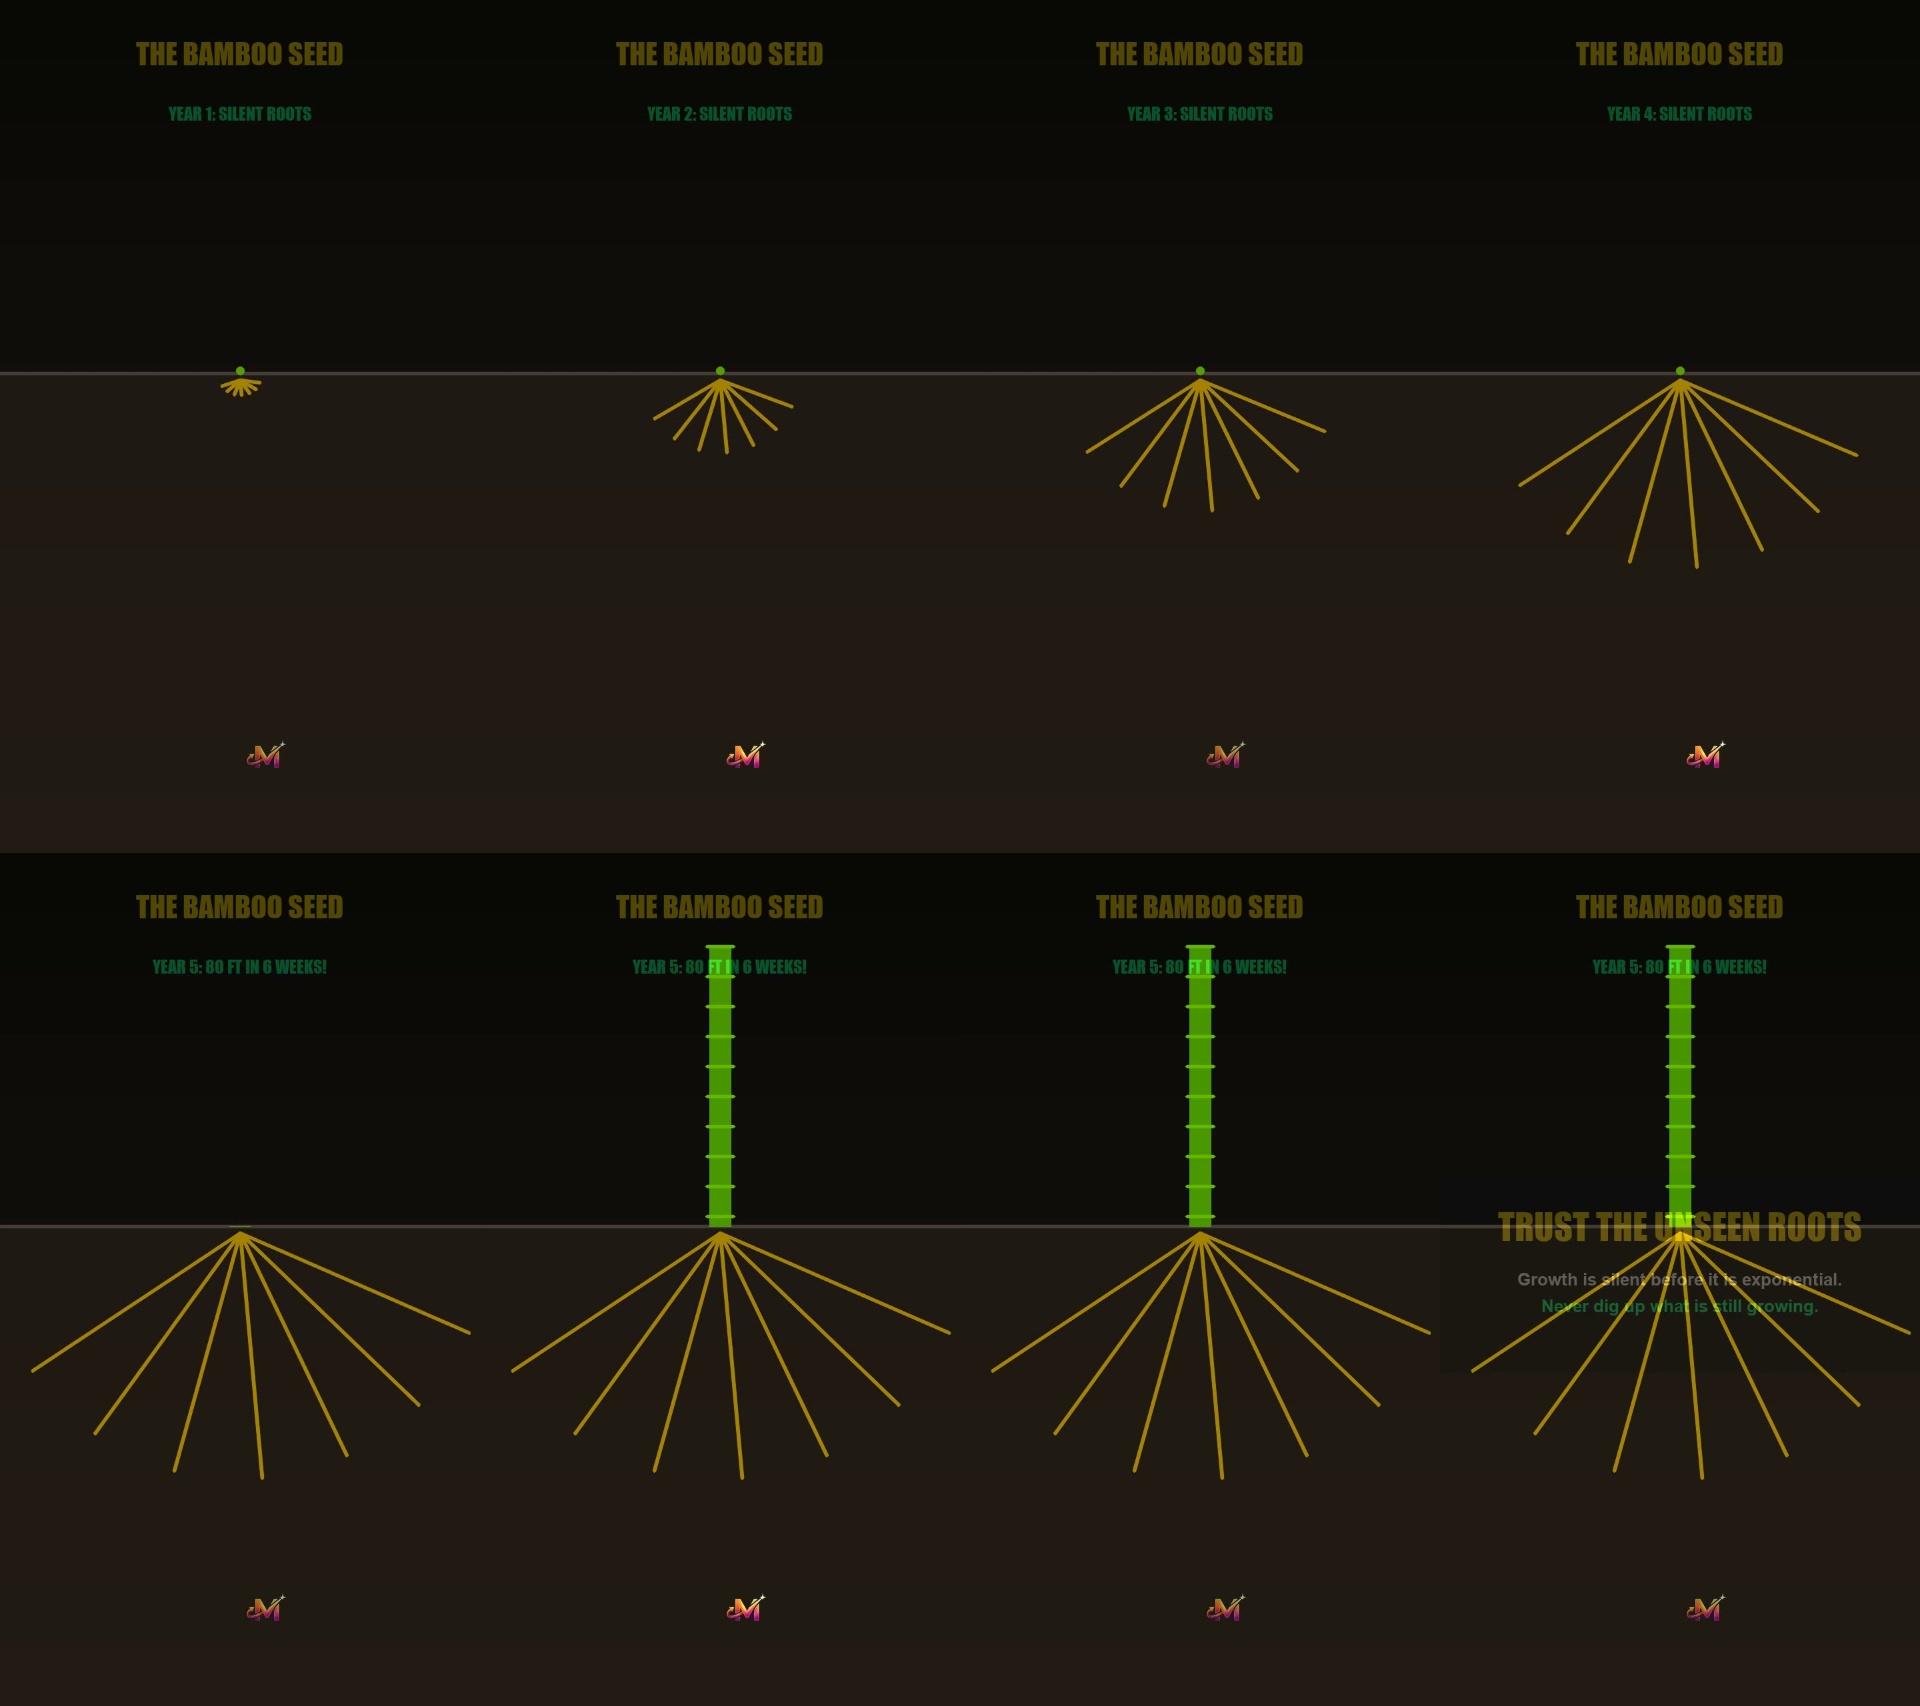 THE BAMBOO SEED
YEAR 1: SILENT ROOTS
THE BAMBOO SEED
YEAR 2: SILENT ROOTS
THE BAMBOO SEED
YEAR 3: SILENT ROOTS
THE BAMBOO SEED
YEAR 4: SILENT ROOTS
M
M
M
M
THE BAMBOO SEED
YEAR 5: 80 FT IN 6 WEEKS!
THE BAMBOO SEED
YEAR 5: 80 FT IN 6 WEEKS!
THE BAMBOO SEED
YEAR 5: 80 FT IN 6 WEEKS!
THE BAMBOO SEED
YEAR 5: 80 FT IN 6 WEEKS!
TRUST THE UNSEEN ROOTS
Growth is silent before it is exponential.
Never dig up what is still growing.
M
M
M
M